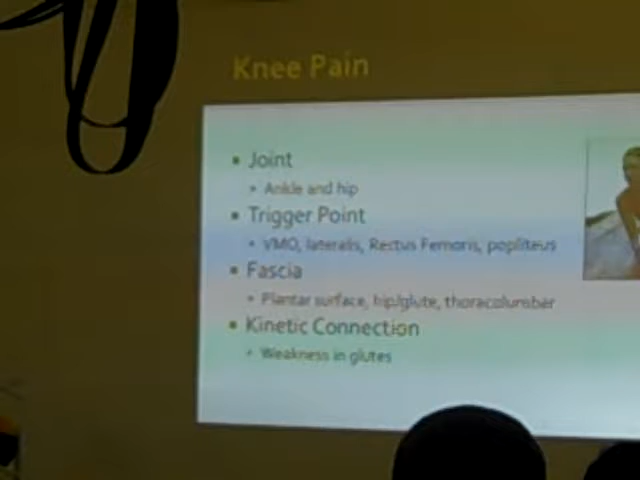 Knee Pain
Joint
Ankle and hip
Trigger Point
VMO, lateralis, Rectus Femoris, popliteus
Fascia
Plantar surface, hip/glute, thoracolumber
Kinetic Connection
Weakness in glutes